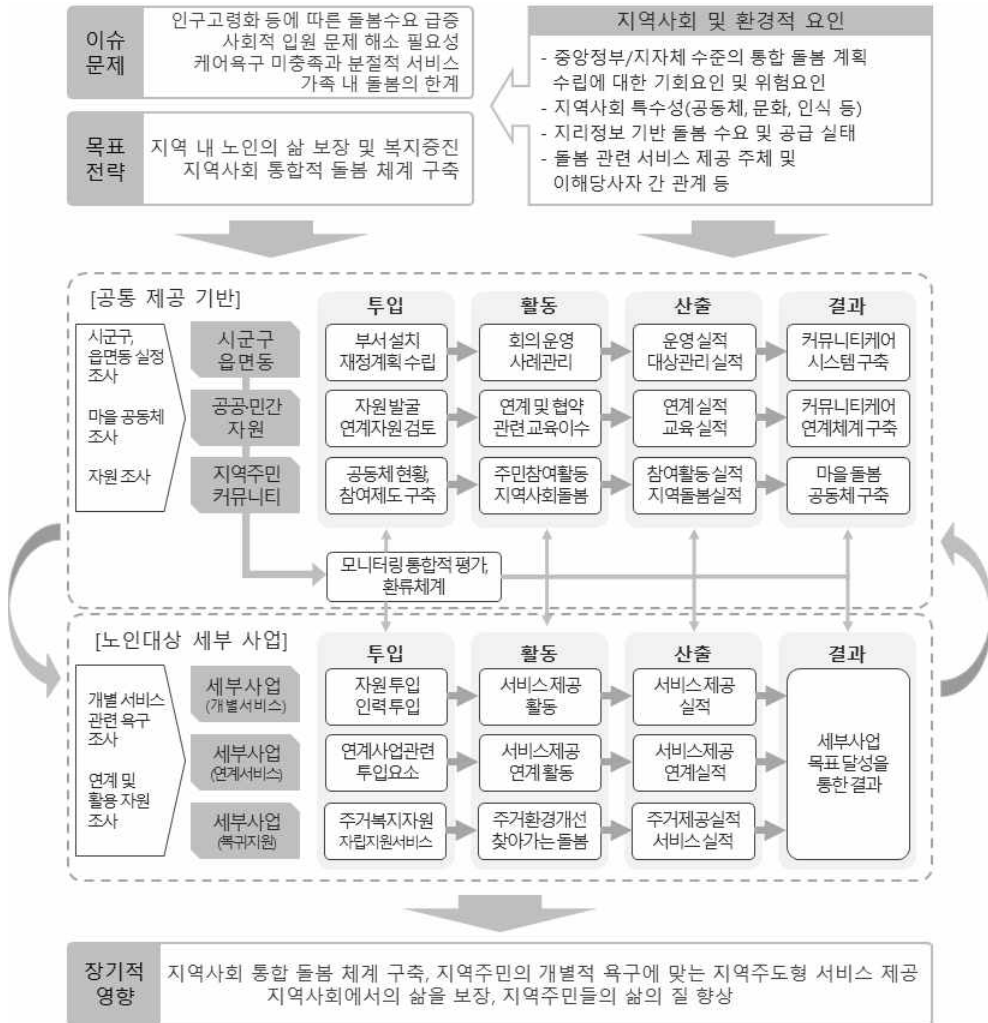 이슈
문제
인구고령화 등에 따른 돌봄수요 급증
사회적 입원 문제 해소 필요성
케어욕구 미충족과 분절적 서비스
가족 내 돌봄의 한계
목표
전략
지역 내 노인의 삶 보장 및 복지증진
지역사회 통합적 돌봄 체계 구축
지역사회 및 환경적 요인
- 중앙정부/지자체 수준의 통합 돌봄 계획
수립에 대한 기회요인 및 위험요인
- 지역사회 특수성(공동체, 문화, 인식 등)
- 지리정보 기반 돌봄 수요 및 공급 실태
- 돌봄 관련 서비스 제공 주체 및
이해당사자 간 관계 등
[공통 제공 기반]
시군구,
읍면동 실정
조사
마을 공동체
조사
자원 조사
시군구
읍면동
공공·민간
자원
지역주민
커뮤니티
투입
활동
산출
결과
부서 설치
재정계획 수립
회의 운영
사례관리
운영 실적
대상관리 실적
커뮤니티케어
시스템 구축
자원 발굴
연계자원 검토
연계 및 협약
관련 교육이수
연계 실적
교육 실적
커뮤니티케어
연계체계 구축
공동체 현황,
참여제도 구축
주민참여활동
지역사회돌봄
참여활동 실적
지역돌봄실적
마을 돌봄
공동체 구축
모니터링 통합적 평가,
환류체계
[노인대상 세부 사업]
개별 서비스
관련 욕구
조사
연계 및
활용 자원
조사
세부사업
(개별서비스)
세부사업
(연계서비스)
세부사업
(복귀지원)
투입
활동
산출
결과
자원 투입
인력 투입
서비스 제공
활동
서비스 제공
실적
연계사업관련
투입요소
서비스제공
연계 활동
서비스제공
연계실적
주거복지자원
자립지원서비스
주거환경개선
찾아가는 돌봄
주거제공실적
서비스 실적
세부사업
목표 달성을
통한 결과
장기적
영향
지역사회 통합 돌봄 체계 구축, 지역주민의 개별적 욕구에 맞는 지역주도형 서비스 제공
지역사회에서의 삶을 보장, 지역주민들의 삶의 질 향상